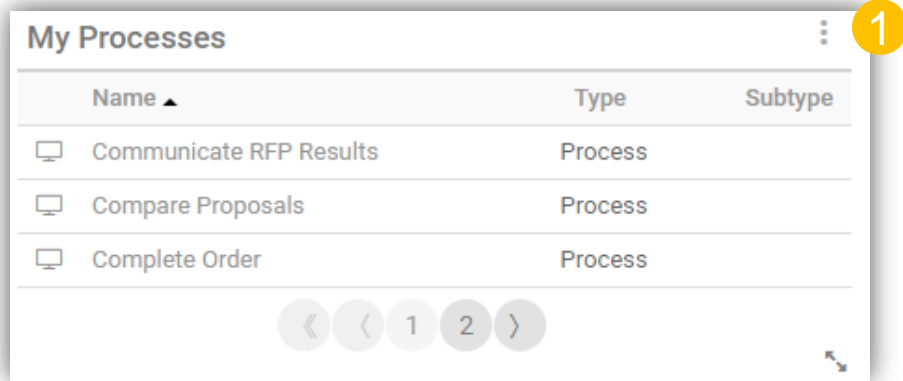 My Processes
1
Name Type Subtype
Communicate RFP Results Process
Compare Proposals Process
Complete Order Process
1 2